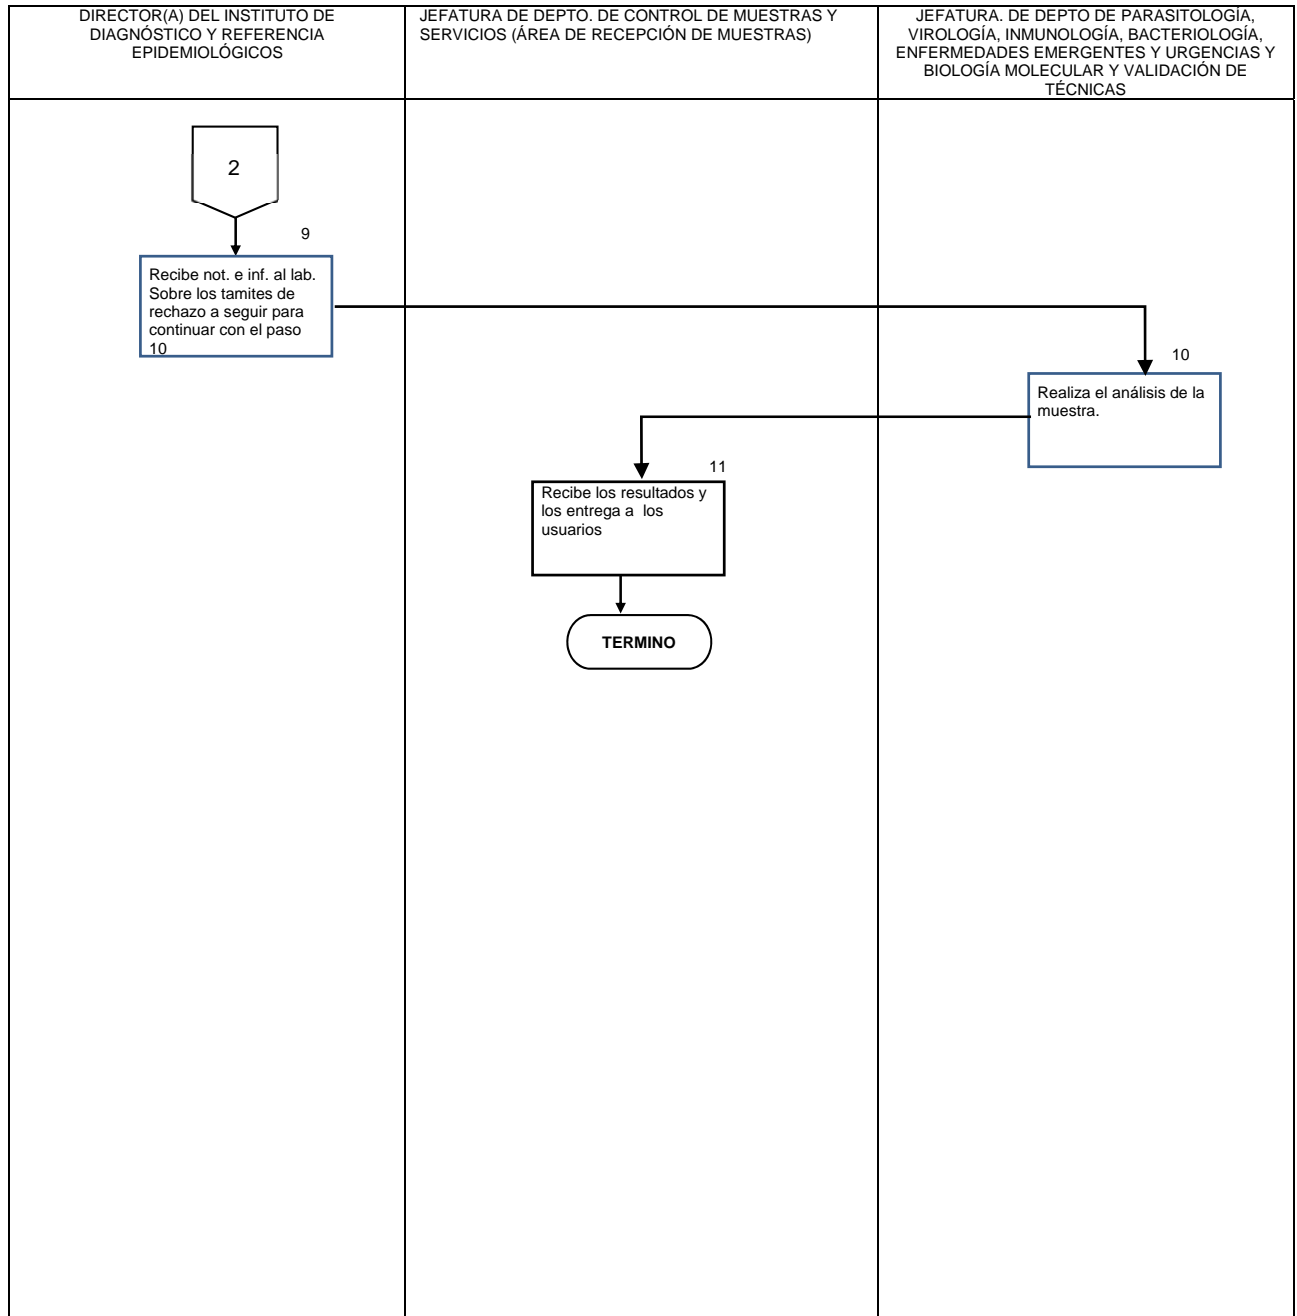 DIRECTOR(A) DEL INSTITUTO DE
DIAGNÓSTICO Y REFERENCIA
EPIDEMIOLÓGICOS
JEFATURA DE DEPTO. DE CONTROL DE MUESTRAS Y
SERVICIOS (ÁREA DE RECEPCIÓN DE MUESTRAS)
JEFATURA. DE DEPTO DE PARASITOLOGÍA,
VIROLOGÍA, INMUNOLOGÍA, BACTERIOLOGÍA,
ENFERMEDADES EMERGENTES Y URGENCIAS Y
BIOLOGÍA MOLECULAR Y VALIDACIÓN DE
TÉCNICAS
2
9
Recibe not. e inf. al lab.
Sobre los tamites de
rechazo a seguir para
continuar con el paso
10
10
Realiza el análisis de la
muestra.
11
Recibe los resultados y
los entrega a  los
usuarios
TERMINO